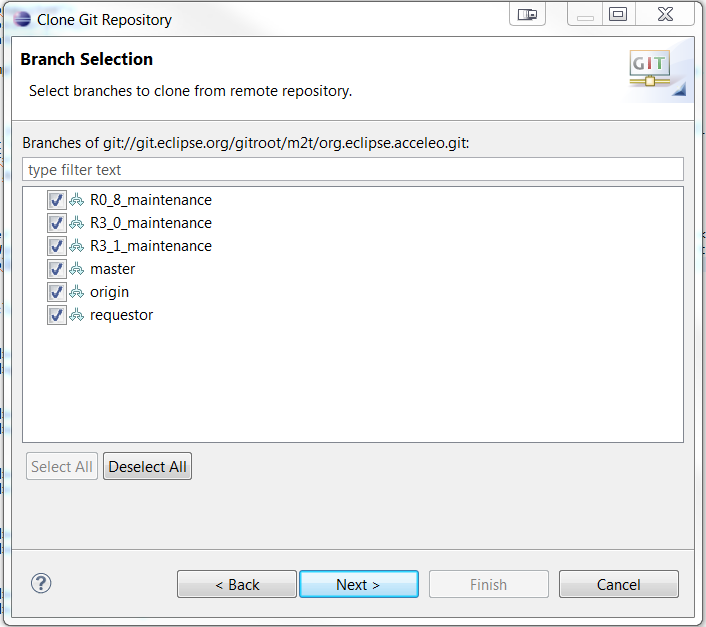 Clone Git Repository
Branch Selection
Select branches to clone from remote repository.
GIT
Branches of git://git.eclipse.org/gitroot/m2t/org.eclipse.acceleo.git:
type filter text
R0_8_maintenance
R3_0_maintenance
R3_1_maintenance
master
origin
requestor
Select All Deselect All
? < Back Next > Finish Cancel